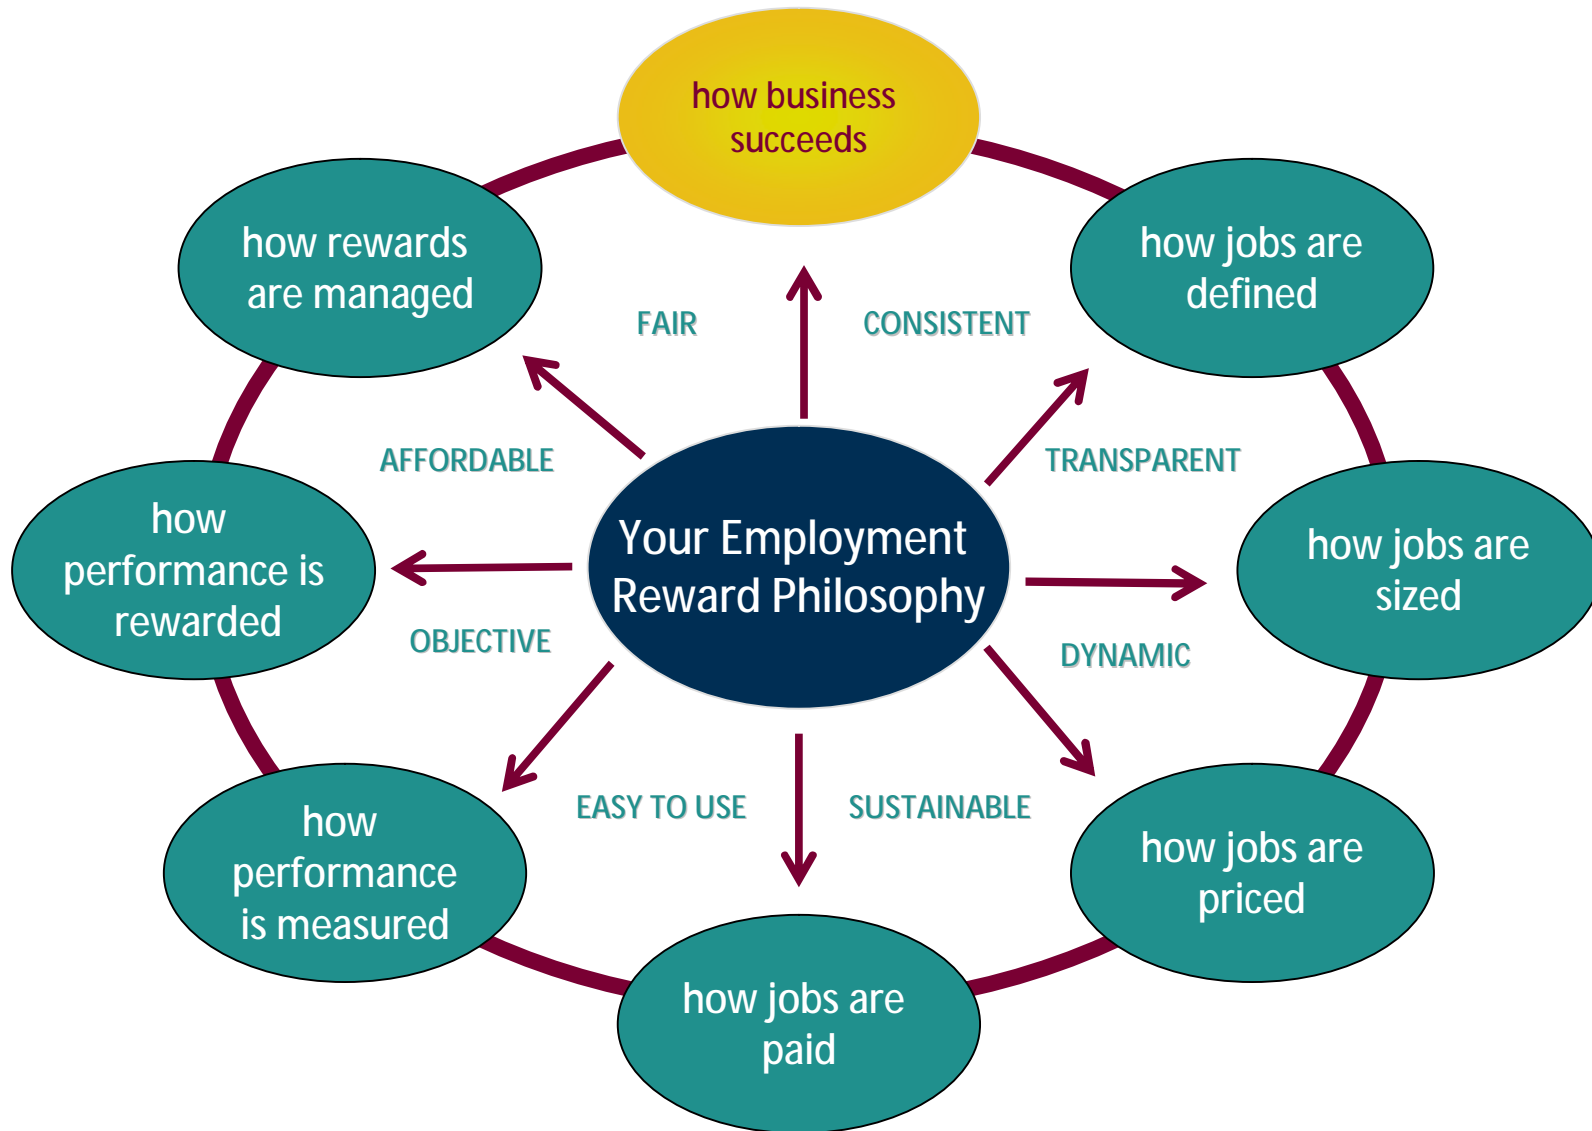 how business
succeeds
how rewards
are managed
how jobs are
defined
FAIR
CONSISTENT
AFFORDABLE
TRANSPARENT
how
performance is
rewarded
Your Employment
Reward Philosophy
how jobs are
sized
OBJECTIVE
DYNAMIC
EASY TO USE
SUSTAINABLE
how
performance
is measured
how jobs are
priced
how jobs are
paid